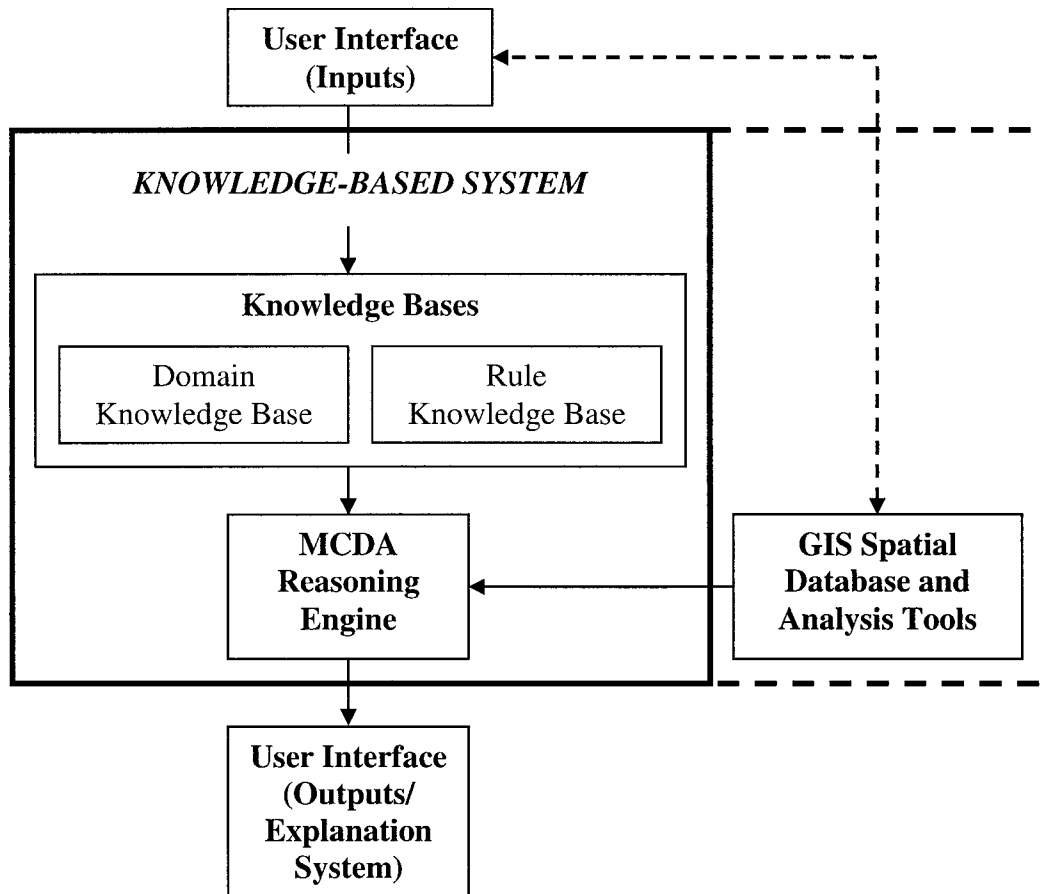 User Interface
(Inputs)
KNOWLEDGE-BASED SYSTEM
Knowledge Bases
Domain
Knowledge Base
Rule
Knowledge Base
MCDA
Reasoning
Engine
GIS Spatial
Database and
Analysis Tools
User Interface
(Outputs/
Explanation
System)